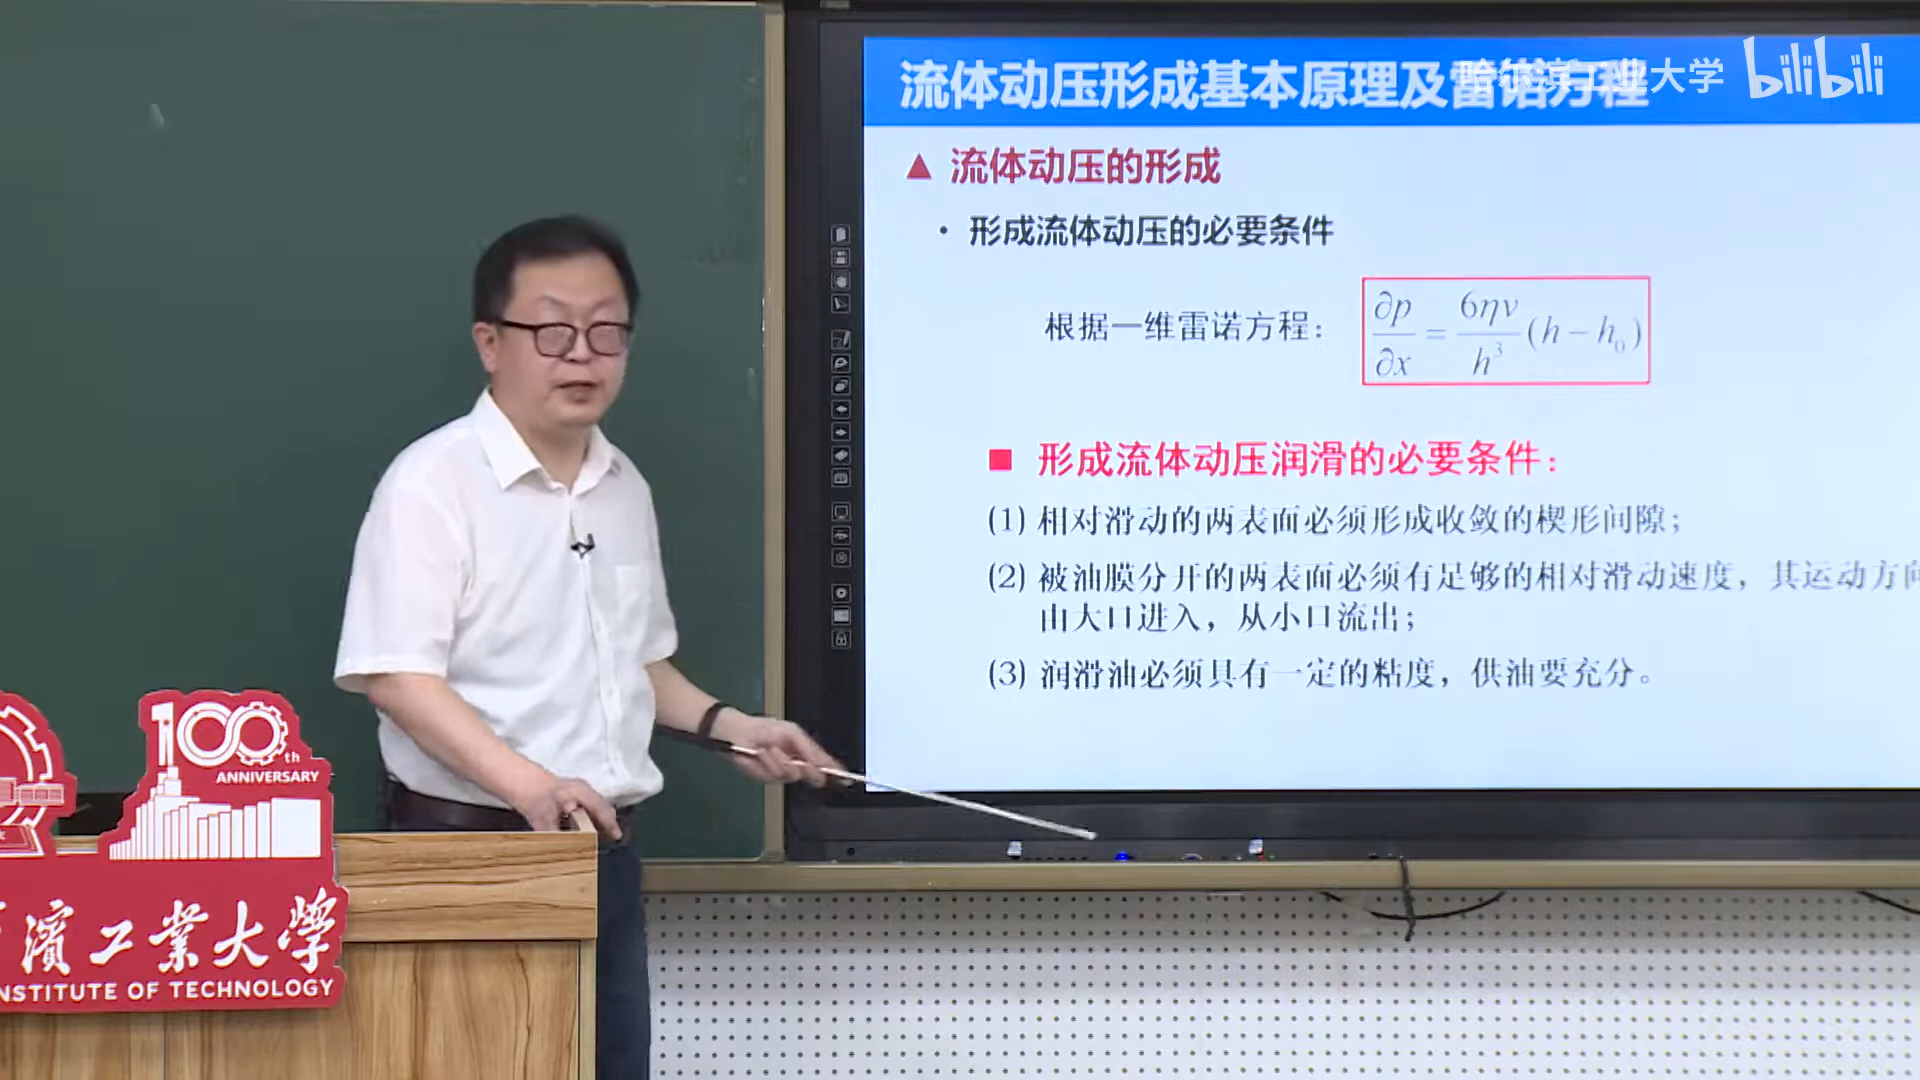 流体动压形成基本原理及雷诺方程
哈尔滨工业大学 bilibili
▲ 流体动压的形成
· 形成流体动压的必要条件
根据一维雷诺方程: ∂p/∂x = 6ηv/h³ (h − h₀)
■ 形成流体动压润滑的必要条件:
(1) 相对滑动的两表面必须形成收敛的楔形间隙;
(2) 被油膜分开的两表面必须有足够的相对滑动速度，其运动方向
由大口进入，从小口流出;
(3) 润滑油必须具有一定的粘度，供油要充分。
100th
ANNIVERSARY
濱工業大學
NSTITUTE OF TECHNOLOGY